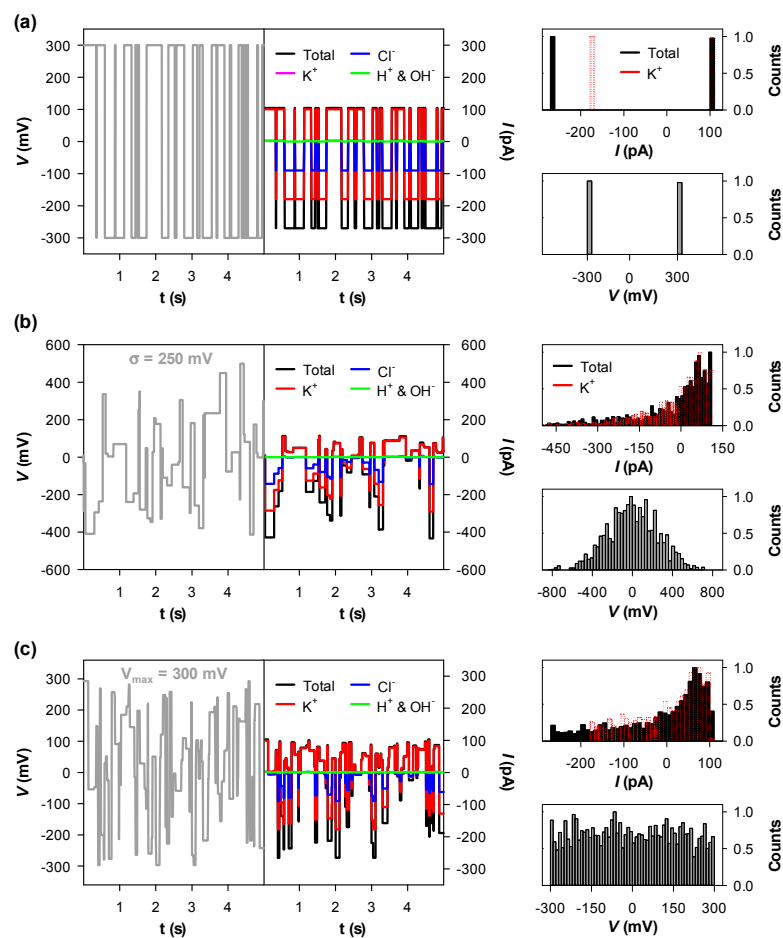 (a)
300
200
100
0
-100
-200
-300
V (mV)
1 2 3 4
t (s)
Total
K⁺
Cl⁻
H⁺ & OH⁻
300
200
100
0
-100
-200
-300
I (pA)
1 2 3 4
t (s)
Total
K⁺
1.0
0.5
0.0
Counts
-200 -100 0 100
I (pA)
1.0
0.5
0.0
Counts
-300 0 300
V (mV)
(b)
σ = 250 mV
600
400
200
0
-200
-400
-600
V (mV)
1 2 3 4
t (s)
Total
K⁺
Cl⁻
H⁺ & OH⁻
600
400
200
0
-200
-400
-600
I (pA)
1 2 3 4
t (s)
Total
K⁺
1.0
0.5
0.0
Counts
-450 -300 -150 0 150
I (pA)
1.0
0.5
0.0
Counts
-800 -400 0 400 800
V (mV)
(c)
Vmax = 300 mV
300
200
100
0
-100
-200
-300
V (mV)
1 2 3 4
t (s)
Total
K⁺
Cl⁻
H⁺ & OH⁻
300
200
100
0
-100
-200
-300
I (pA)
1 2 3 4
t (s)
Total
K⁺
1.0
0.5
0.0
Counts
-300 -200 -100 0 100
I (pA)
1.0
0.5
0.0
Counts
-300 -150 0 150 300
V (mV)